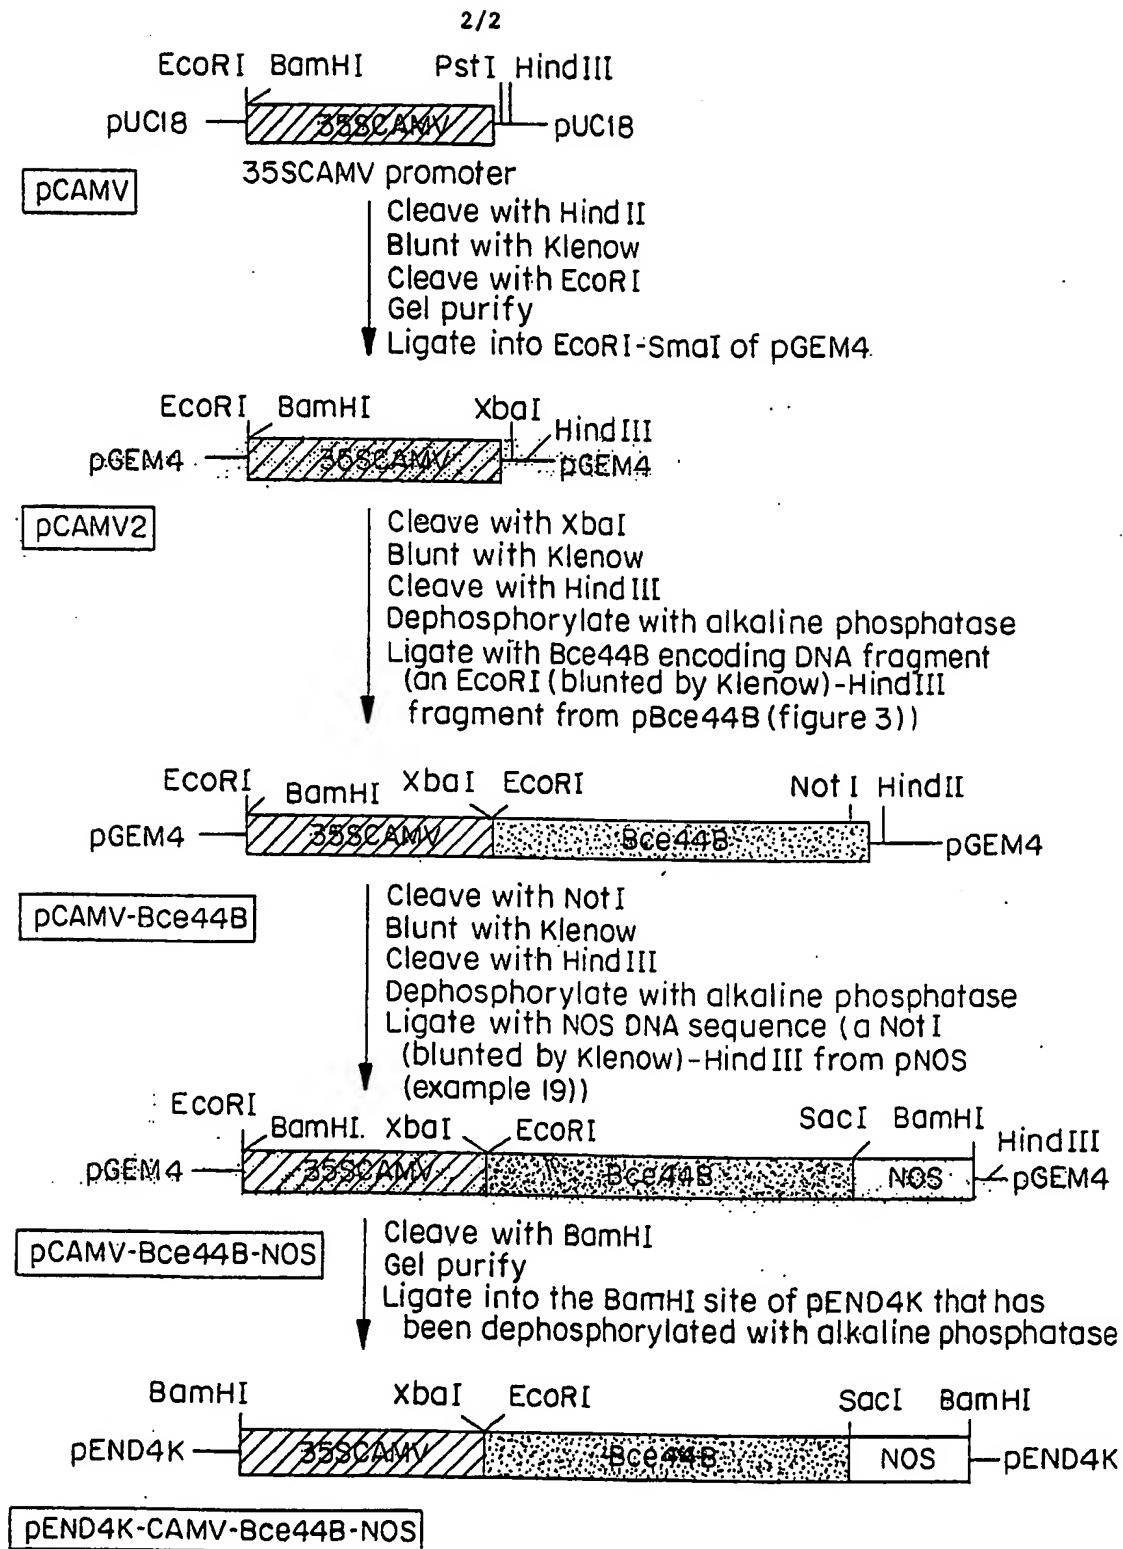 2/2
EcoRI BamHI PstI HindIII
pUC18 35SCAMV pUC18
35SCAMV promoter
pCAMV
Cleave with HindII
Blunt with Klenow
Cleave with EcoRI
Gel purify
Ligate into EcoRI-SmaI of pGEM4
EcoRI BamHI XbaI HindIII
pGEM4 35SCAMV pGEM4
pCAMV2
Cleave with XbaI
Blunt with Klenow
Cleave with HindIII
Dephosphorylate with alkaline phosphatase
Ligate with Bce44B encoding DNA fragment
(an EcoRI (blunted by Klenow)-HindIII
fragment from pBce44B (figure 3))
EcoRI BamHI XbaI EcoRI NotI HindII
pGEM4 35SCAMV Bce44B pGEM4
pCAMV-Bce44B
Cleave with NotI
Blunt with Klenow
Cleave with HindIII
Dephosphorylate with alkaline phosphatase
Ligate with NOS DNA sequence (a NotI
(blunted by Klenow)-HindIII from pNOS
(example 19))
EcoRI BamHI. XbaI EcoRI SacI BamHI HindIII
pGEM4 35SCAMV Bce44B NOS pGEM4
pCAMV-Bce44B-NOS
Cleave with BamHI
Gel purify
Ligate into the BamHI site of pEND4K that has
been dephosphorylated with alkaline phosphatase
BamHI XbaI EcoRI SacI BamHI
pEND4K 35SCAMV Bce44B NOS pEND4K
pEND4K-CAMV-Bce44B-NOS